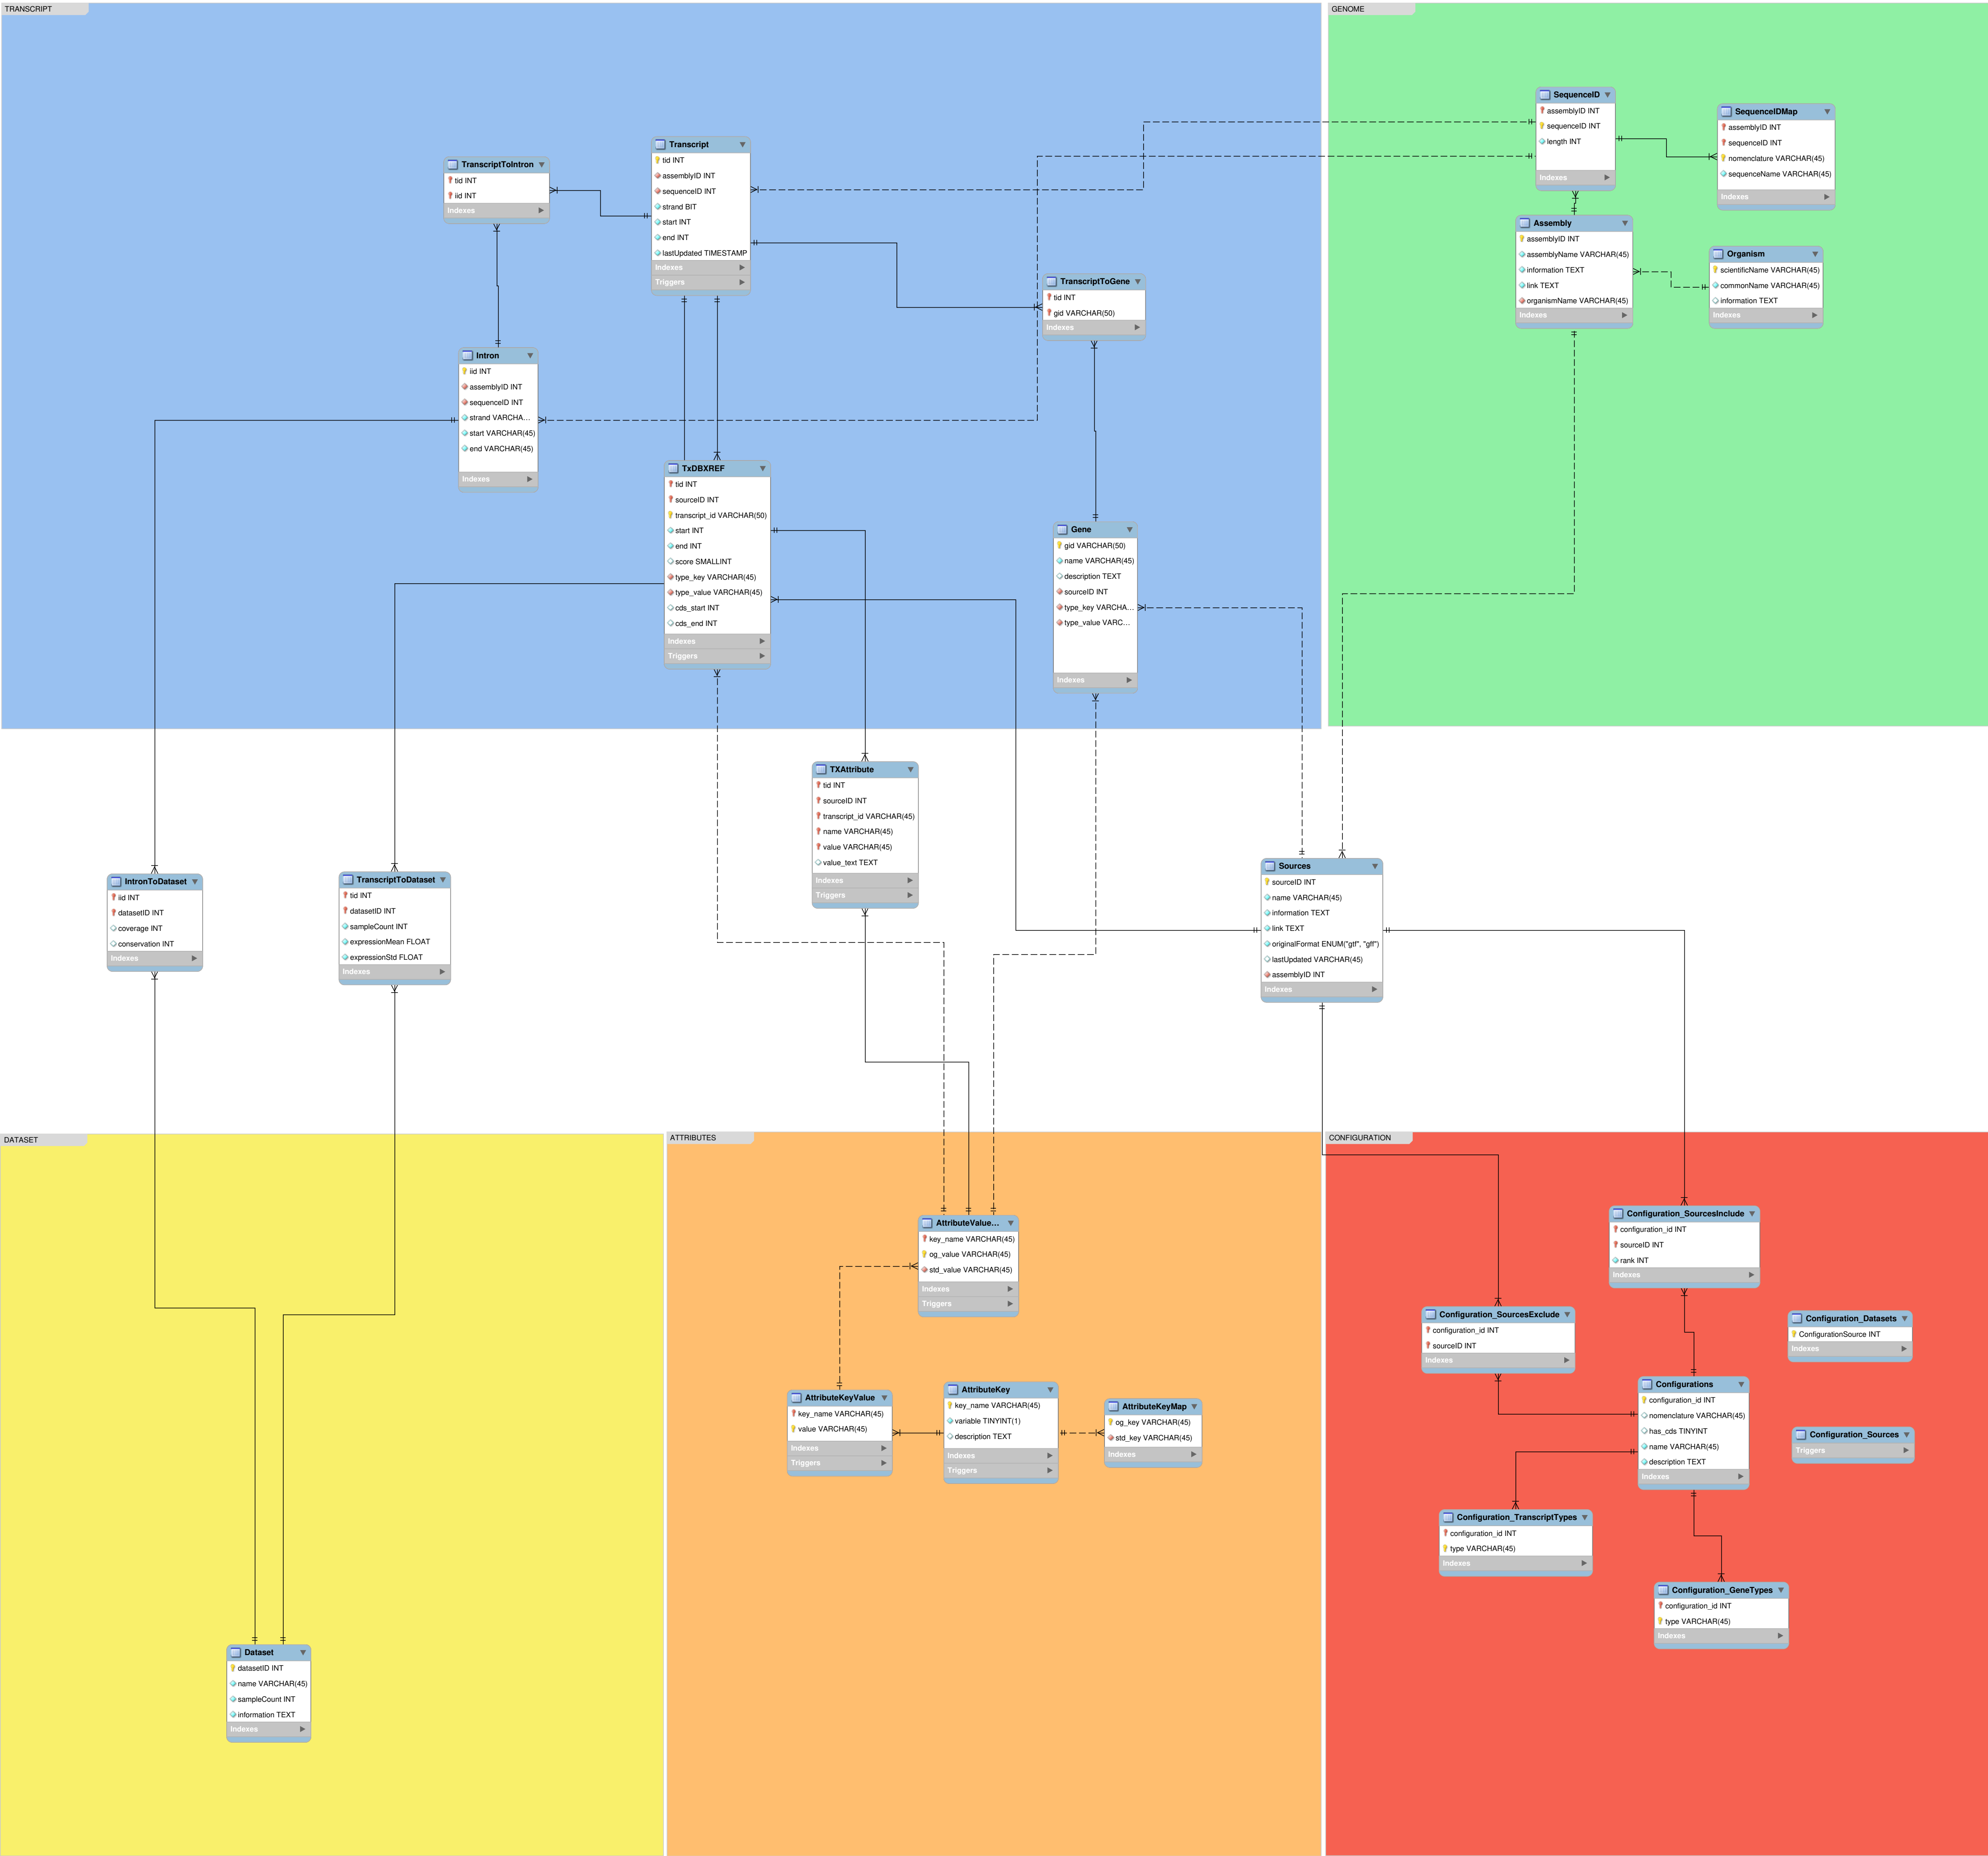 TRANSCRIPT
GENOME
SequenceID
assemblyID INT
sequenceID INT
length INT
Indexes
SequenceIDMap
assemblyID INT
sequenceID INT
nomenclature VARCHAR(45)
sequenceName VARCHAR(45)
Indexes
Transcript
tid INT
assemblyID INT
sequenceID INT
strand BIT
start INT
end INT
lastUpdated TIMESTAMP
Indexes
Triggers
TranscriptToIntron
tid INT
iid INT
Indexes
Assembly
assemblyID INT
assemblyName VARCHAR(45)
information TEXT
link TEXT
organismName VARCHAR(45)
Indexes
Organism
scientificName VARCHAR(45)
commonName VARCHAR(45)
information TEXT
Indexes
TranscriptToGene
tid INT
gid VARCHAR(50)
Indexes
Intron
iid INT
assemblyID INT
sequenceID INT
strand VARCHA...
start VARCHAR(45)
end VARCHAR(45)
Indexes
TxDBXREF
tid INT
sourceID INT
transcript_id VARCHAR(50)
start INT
end INT
score SMALLINT
type_key VARCHAR(45)
type_value VARCHAR(45)
cds_start INT
cds_end INT
Indexes
Triggers
Gene
gid VARCHAR(50)
name VARCHAR(45)
description TEXT
sourceID INT
type_key VARCHA...
type_value VARC...
Indexes
TXAttribute
tid INT
sourceID INT
transcript_id VARCHAR(45)
name VARCHAR(45)
value VARCHAR(45)
value_text TEXT
Indexes
Triggers
Sources
sourceID INT
name VARCHAR(45)
information TEXT
link TEXT
originalFormat ENUM("gtf", "gff")
lastUpdated VARCHAR(45)
assemblyID INT
Indexes
IntronToDataset
iid INT
datasetID INT
coverage INT
conservation INT
Indexes
TranscriptToDataset
tid INT
datasetID INT
sampleCount INT
expressionMean FLOAT
expressionStd FLOAT
Indexes
DATASET
ATTRIBUTES
CONFIGURATION
AttributeValue...
key_name VARCHAR(45)
og_value VARCHAR(45)
std_value VARCHAR(45)
Indexes
Triggers
Configuration_SourcesInclude
configuration_id INT
sourceID INT
rank INT
Indexes
Configuration_SourcesExclude
configuration_id INT
sourceID INT
Indexes
Configuration_Datasets
ConfigurationSource INT
Indexes
AttributeKeyValue
key_name VARCHAR(45)
value VARCHAR(45)
Indexes
Triggers
AttributeKey
key_name VARCHAR(45)
variable TINYINT(1)
description TEXT
Indexes
Triggers
AttributeKeyMap
og_key VARCHAR(45)
std_key VARCHAR(45)
Indexes
Configurations
configuration_id INT
nomenclature VARCHAR(45)
has_cds TINYINT
name VARCHAR(45)
description TEXT
Indexes
Configuration_Sources
Triggers
Configuration_TranscriptTypes
configuration_id INT
type VARCHAR(45)
Indexes
Configuration_GeneTypes
configuration_id INT
type VARCHAR(45)
Indexes
Dataset
datasetID INT
name VARCHAR(45)
sampleCount INT
information TEXT
Indexes